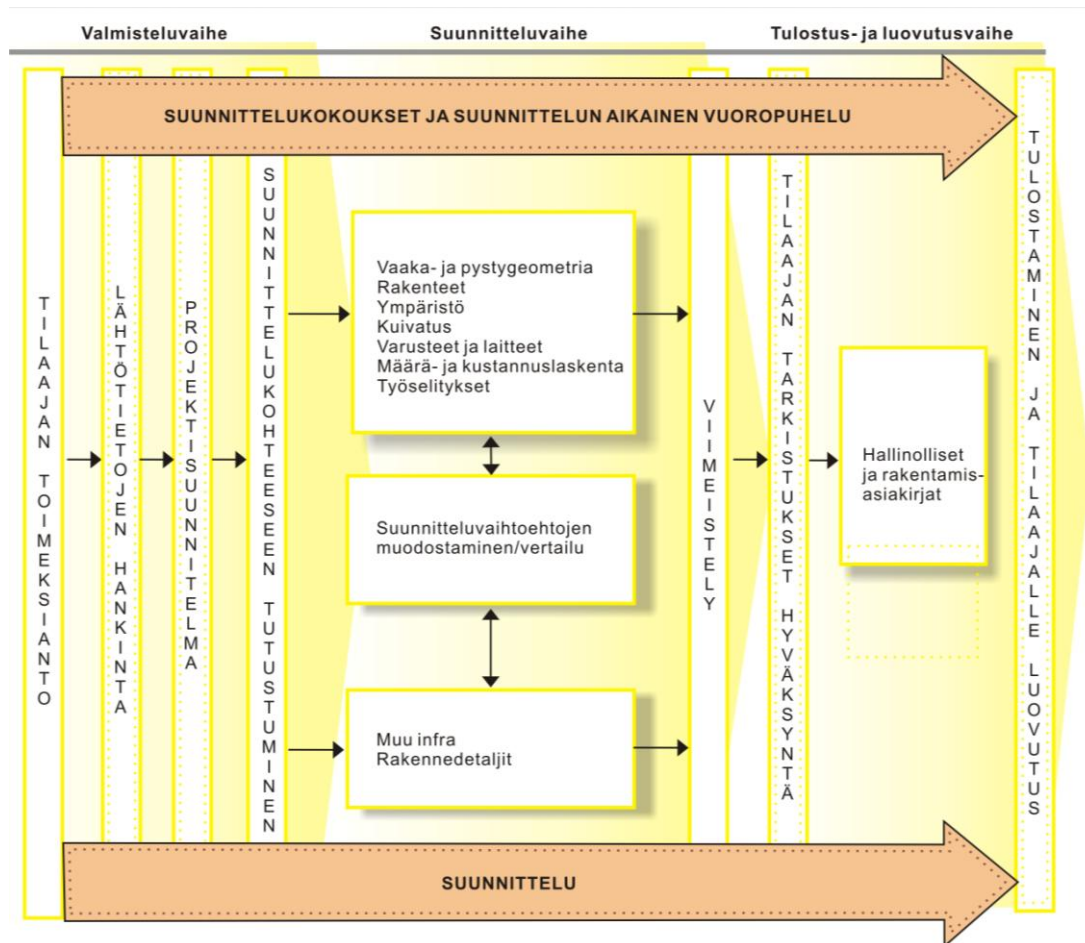 Valmisteluvaihe
Suunnitteluvaihe
Tulostus- ja luovutusvaihe
SUUNNITTELUKOKOUKSET JA SUUNNITTELUN AIKAINEN VUOROPUHELU
TILAAJAN TOIMEKSIANTO
LÄHTÖTIETOJEN HANKINTA
PROJEKTISUUNNITELMA
SUUNNITTELUKOHTEESEEN TUTUSTUMINEN
Vaaka- ja pystygeometria
Rakenteet
Ympäristö
Kuivatus
Varusteet ja laitteet
Määrä- ja kustannuslaskenta
Työselitykset
Suunnitteluvaihtoehtojen
muodostaminen/vertailu
Muu infra
Rakennedetaljit
VIIMEISTELY
TILAAJAN TARKISTUKSET HYVÄKSYNTÄ
Hallinolliset
ja rakentamis-
asiakirjat
TULOSTAMINEN JA TILAAJALLE LUOVUTUS
SUUNNITTELU